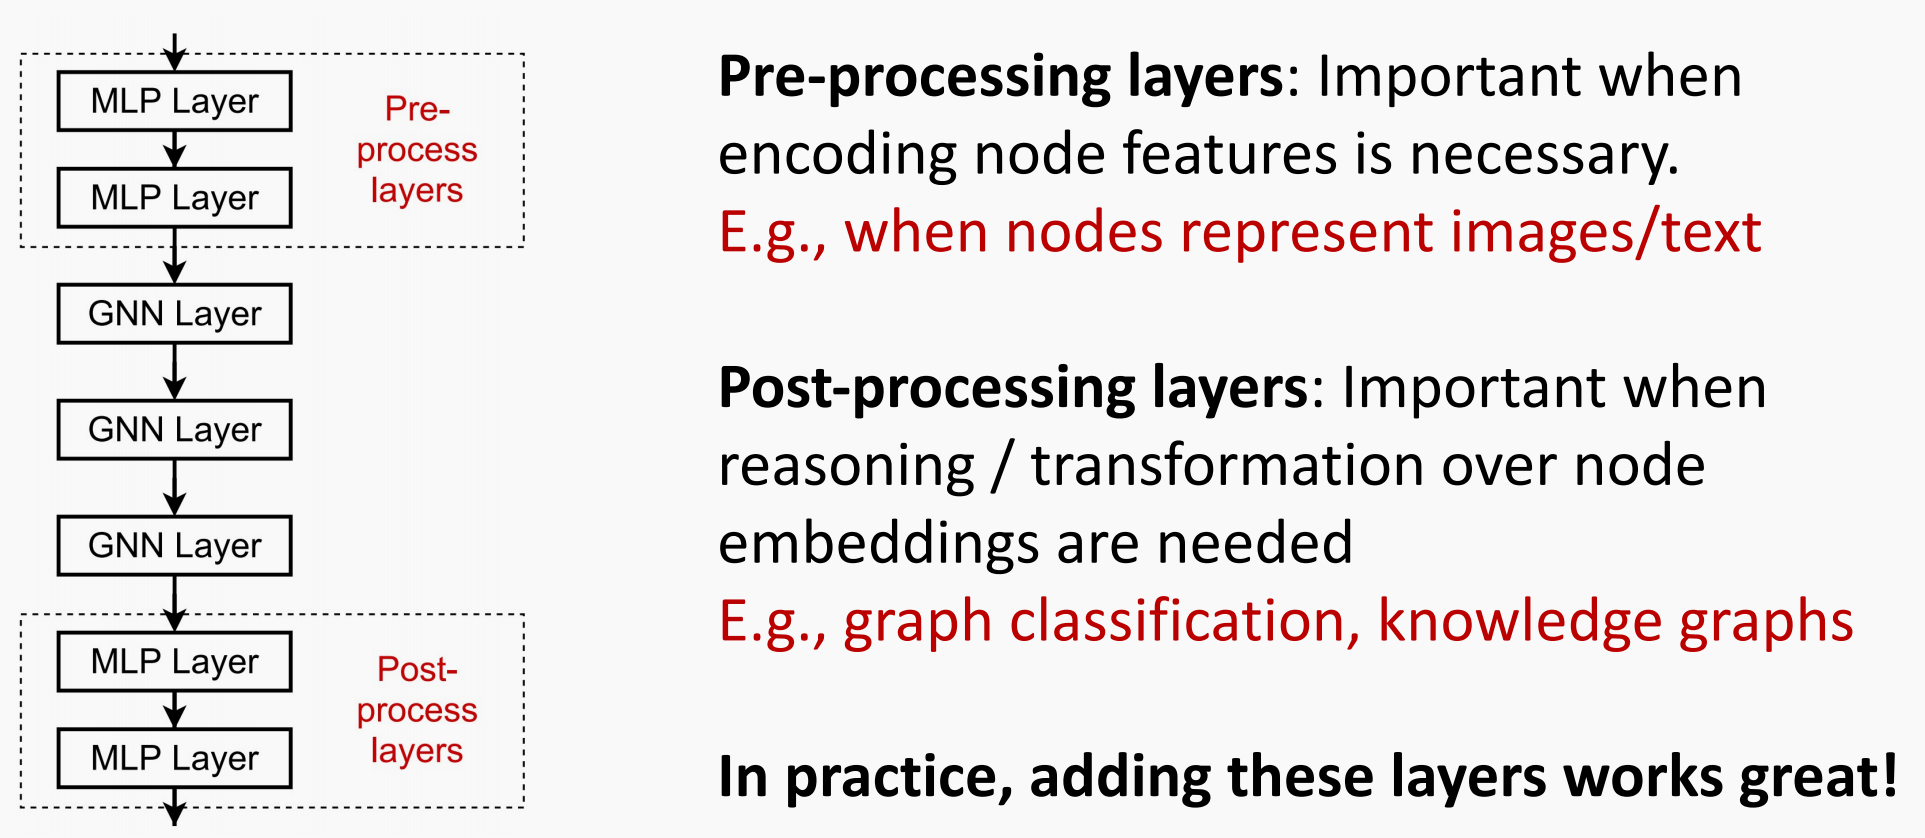 MLP Layer
MLP Layer
Pre-
process
layers
GNN Layer
GNN Layer
GNN Layer
MLP Layer
MLP Layer
Post-
process
layers
Pre-processing layers: Important when
encoding node features is necessary.
E.g., when nodes represent images/text
Post-processing layers: Important when
reasoning / transformation over node
embeddings are needed
E.g., graph classification, knowledge graphs
In practice, adding these layers works great!